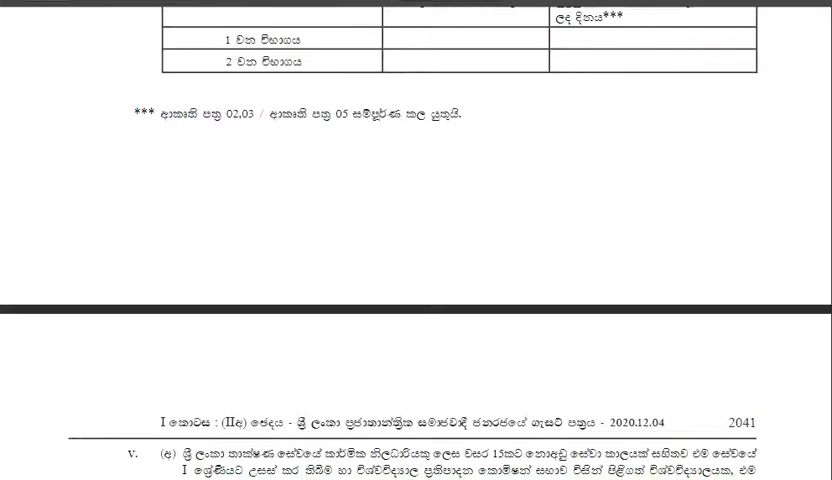 ලද දිනය***
1 වන විභාගය
2 වන විභාගය
*** ආකෘති පත්‍ර 02,03 / ආකෘති පත්‍ර 05 සම්පූර්ණ කල යුතුයි.
I කොටස : (IIඅ) ඡෙදය - ශ්‍රී ලංකා ප්‍රජාතාන්ත්‍රික සමාජවාදී ජනරජයේ ගැසට් පත්‍රය - 2020.12.04 2041
v. (අ) ශ්‍රී ලංකා තාක්ෂණ සේවයේ කාර්මික නිලධාරියකු ලෙස වසර 15කට නොඅඩු සේවා කාලයක් සහිතව එම සේවයේ
I ශ්‍රේණියට උසස් කර තිබීම හා විශ්වවිද්‍යාල ප්‍රතිපාදන කොමිෂන් සභාව විසින් පිළිගත් විශ්වවිද්‍යාලයක, එම